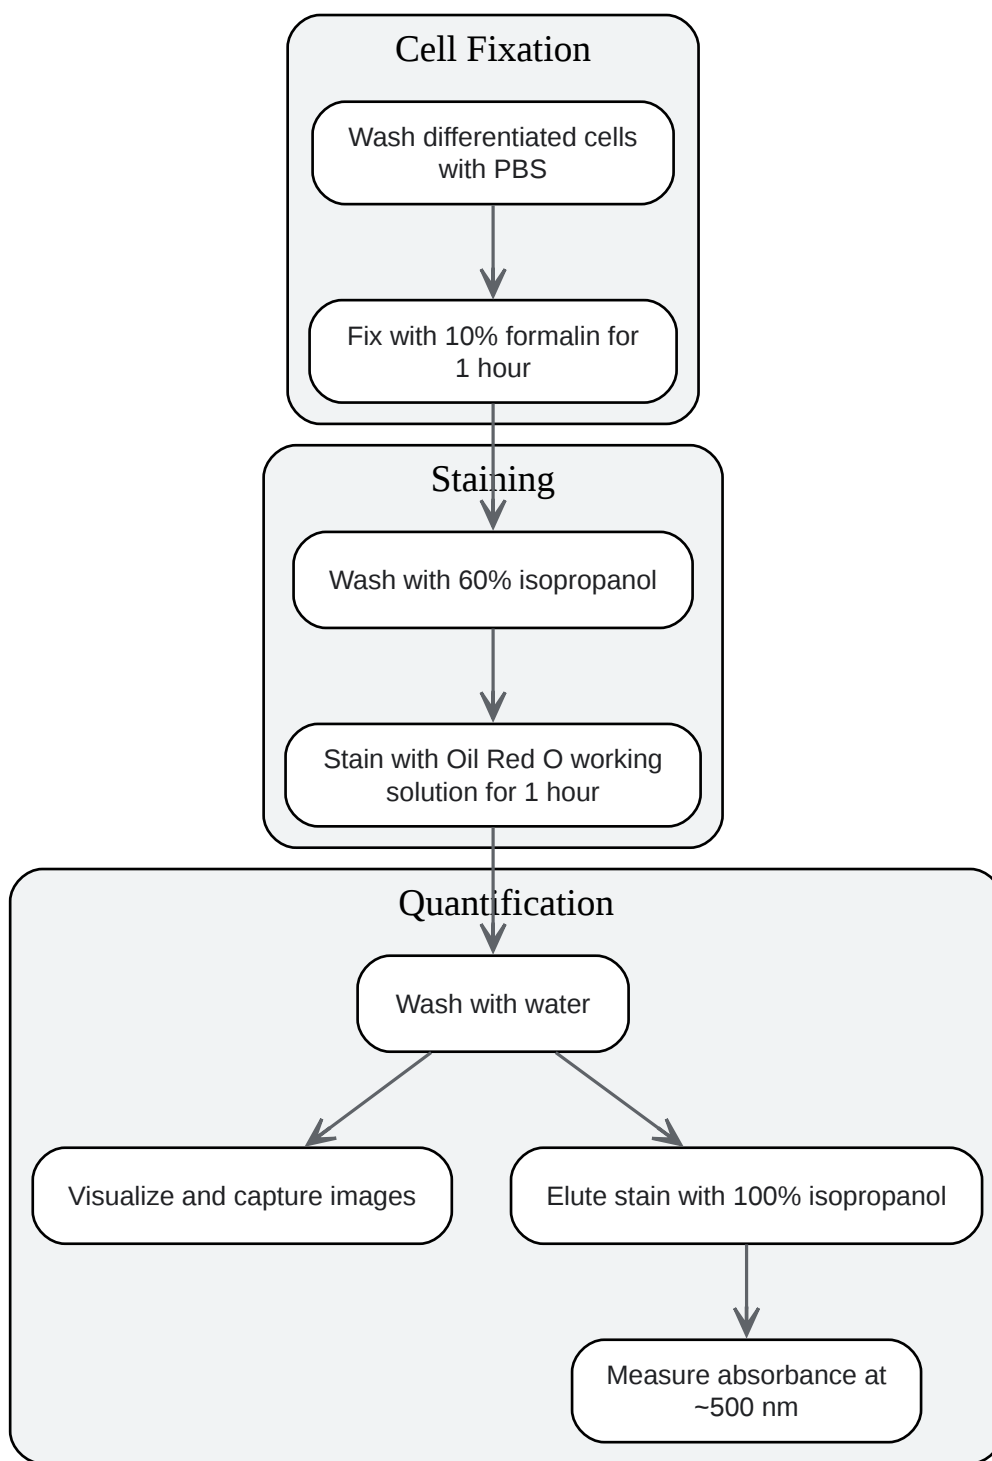 Cell Fixation
Wash differentiated cells
with PBS
Fix with 10% formalin for
1 hour
Staining
Wash with 60% isopropanol
Stain with Oil Red O working
solution for 1 hour
Quantification
Wash with water
Visualize and capture images
Elute stain with 100% isopropanol
Measure absorbance at
~500 nm